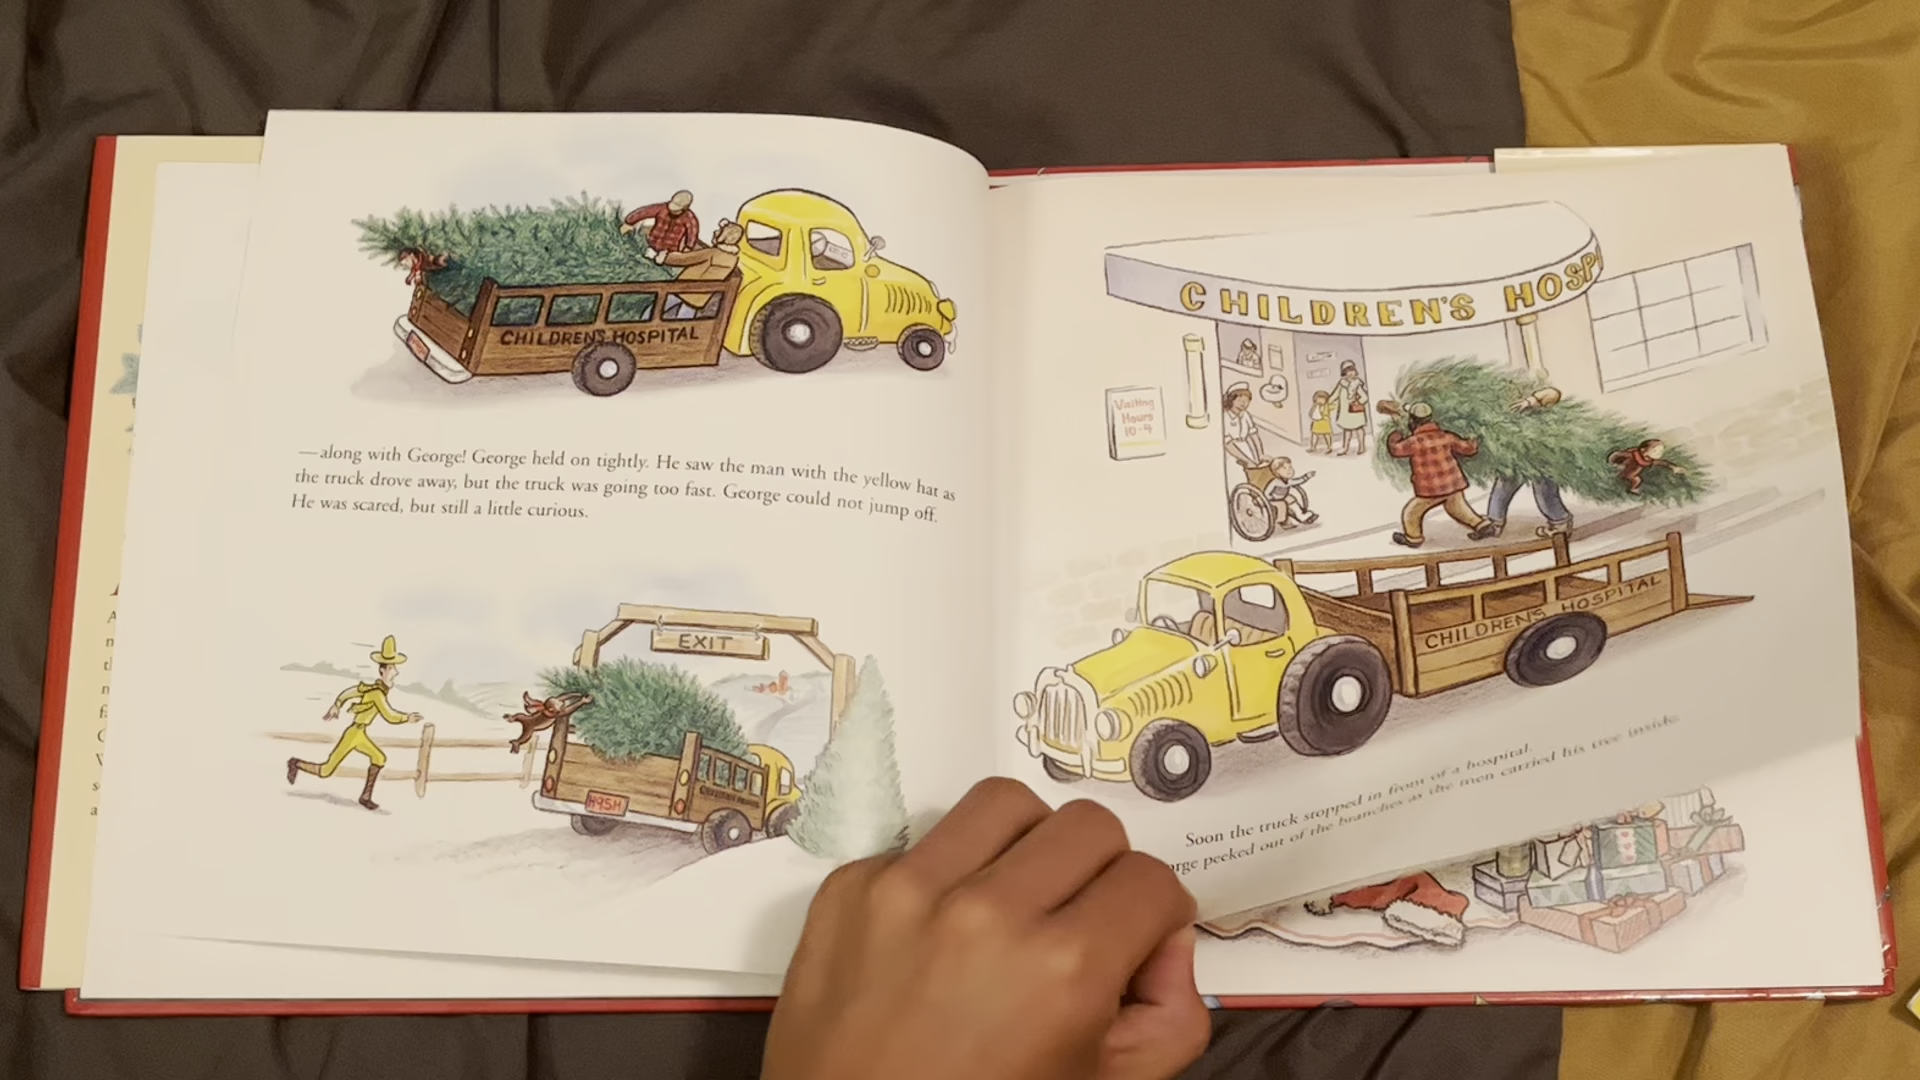 CHILDREN'S HOSPITAL
—along with George! George held on tightly. He saw the man with the yellow hat as
the truck drove away, but the truck was going too fast. George could not jump off.
He was scared, but still a little curious.
EXIT
H9SH
CHILDREN'S HOSP
Visiting
Hours
10-4
CHILDREN'S HOSPITAL
Soon the truck stopped in front of a hospital.
orge peeked out of the branches as the men carried his tree inside.